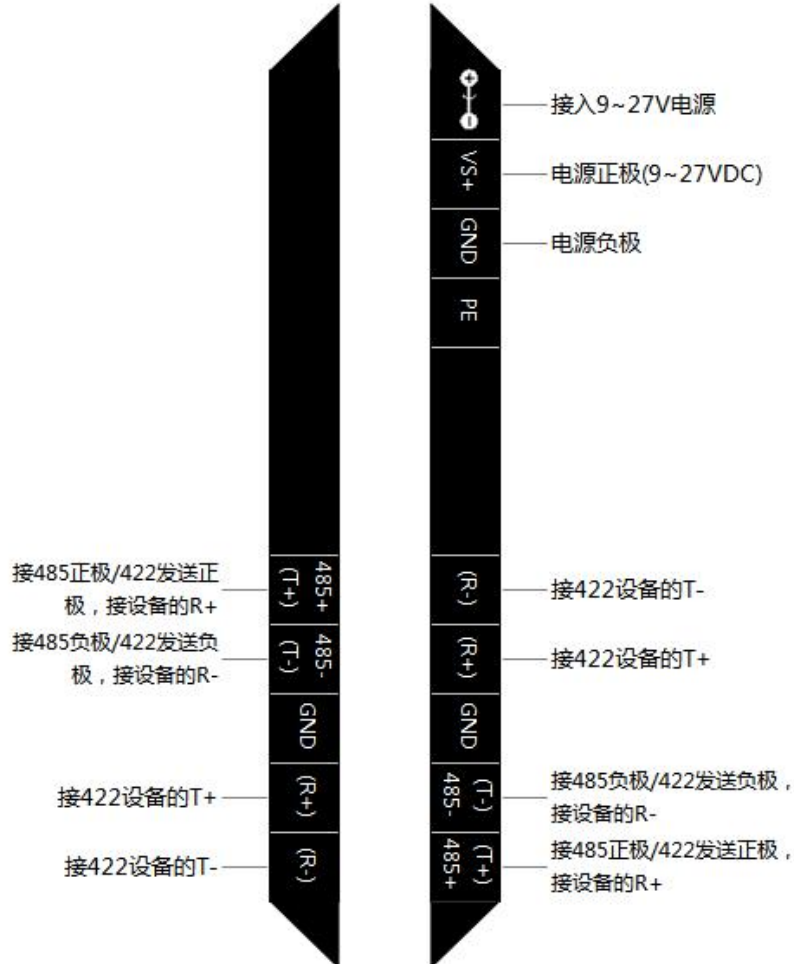 接入9~27V电源
VS+
电源正极(9~27VDC)
GND
电源负极
PE
接485正极/422发送正
极，接设备的R+
485+
(T+)
接485负极/422发送负
极，接设备的R-
485-
(T-)
GND
接422设备的T+
(R+)
接422设备的T-
(R-)
(R-)
接422设备的T-
(R+)
接422设备的T+
GND
(T-)
485-
接485负极/422发送负极，
接设备的R-
(T+)
485+
接485正极/422发送正极，
接设备的R+